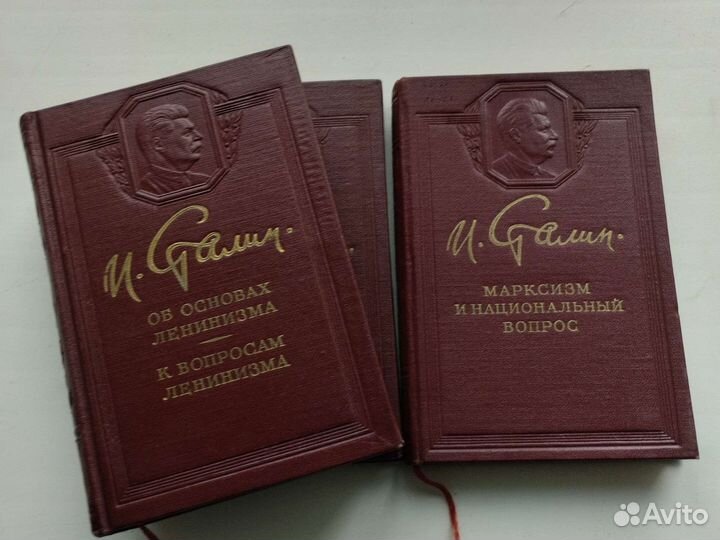 И. Сталин.
ОБ ОСНОВАХ
ЛЕНИНИЗМА
К ВОПРОСАМ
ЛЕНИНИЗМА
И. Сталин.
МАРКСИЗМ
И НАЦИОНАЛЬНЫЙ
ВОПРОС
Avito